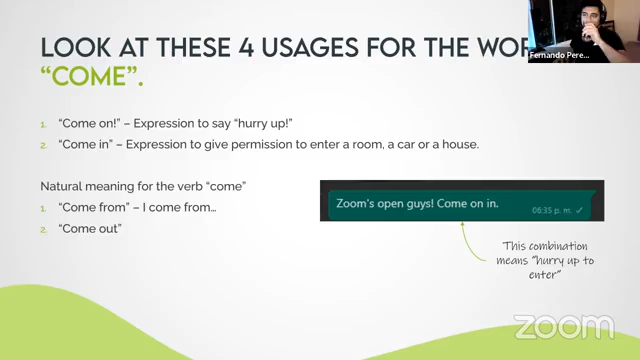 LOOK AT THESE 4 USAGES FOR THE
“COME”.
Fernando Pere...
1. “Come on!” – Expression to say “hurry up!”
2. “Come in” – Expression to give permission to enter a room, a car or a house.
Natural meaning for the verb “come”
1. “Come from” – I come from...
2. “Come out”
Zoom's open guys! Come on in.
06:35 p. m. ✓
This combination
means “hurry up to
enter”
zoom